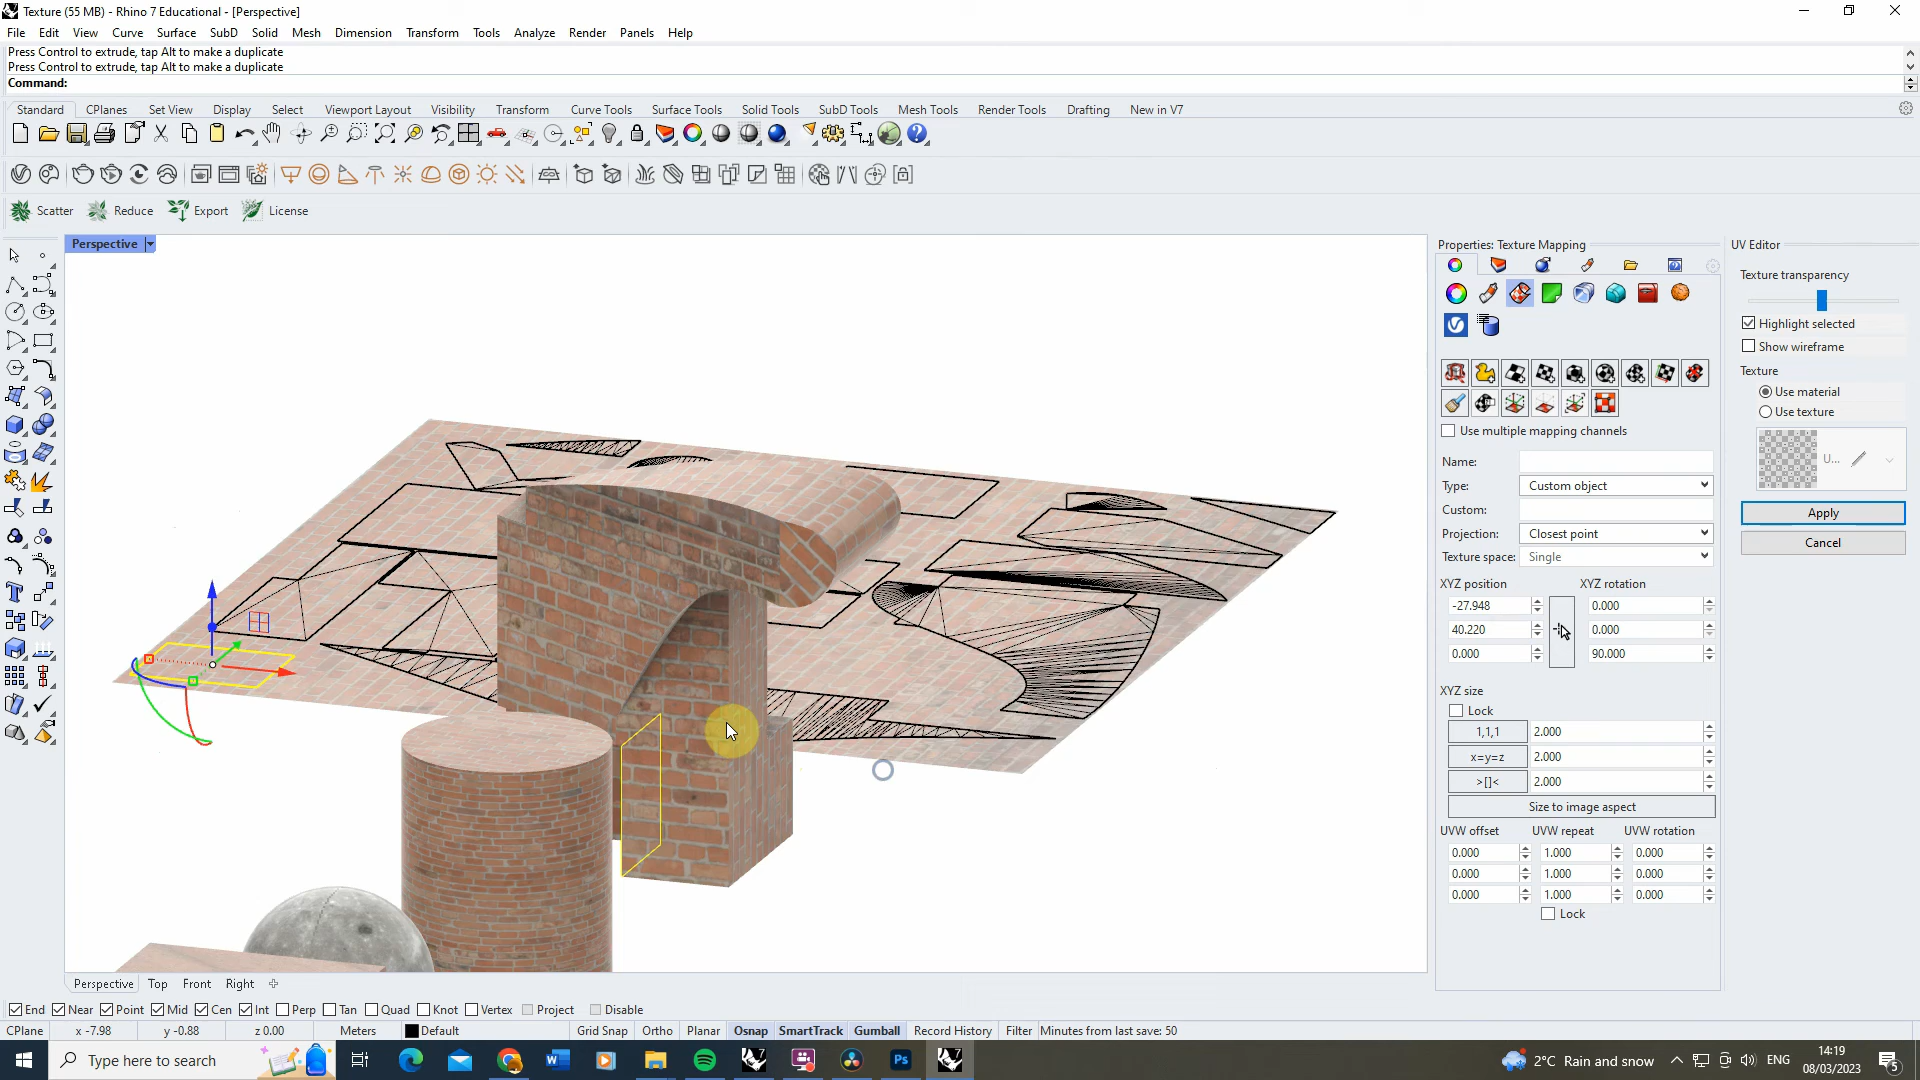 Texture (55 MB) - Rhino 7 Educational - [Perspective]
File Edit View Curve Surface SubD Solid Mesh Dimension Transform Tools Analyze Render Panels Help
Press Control to extrude, tap Alt to make a duplicate
Press Control to extrude, tap Alt to make a duplicate
Command:
Standard CPlanes Set View Display Select Viewport Layout Visibility Transform Curve Tools Surface Tools Solid Tools SubD Tools Mesh Tools Render Tools Drafting New in V7
Scatter Reduce Export License
Perspective
Properties: Texture Mapping
Use multiple mapping channels
Name:
Type: Custom object
Custom:
Projection: Closest point
Texture space: Single
XYZ position XYZ rotation
-27.948 0.000
40.220 0.000
0.000 90.000
XYZ size
Lock
1,1,1 2.000
x=y=z 2.000
>[]< 2.000
Size to image aspect
UVW offset UVW repeat UVW rotation
0.000 1.000 0.000
0.000 1.000 0.000
0.000 1.000 0.000
Lock
UV Editor
Texture transparency
Highlight selected
Show wireframe
Texture
Use material
Use texture
U...
Apply
Cancel
Perspective Top Front Right
End Near Point Mid Cen Int Perp Tan Quad Knot Vertex Project Disable
CPlane x -7.98 y -0.88 z 0.00 Meters Default Grid Snap Ortho Planar Osnap SmartTrack Gumball Record History Filter Minutes from last save: 50
Type here to search
2°C Rain and snow ENG
14:19
08/03/2023
5